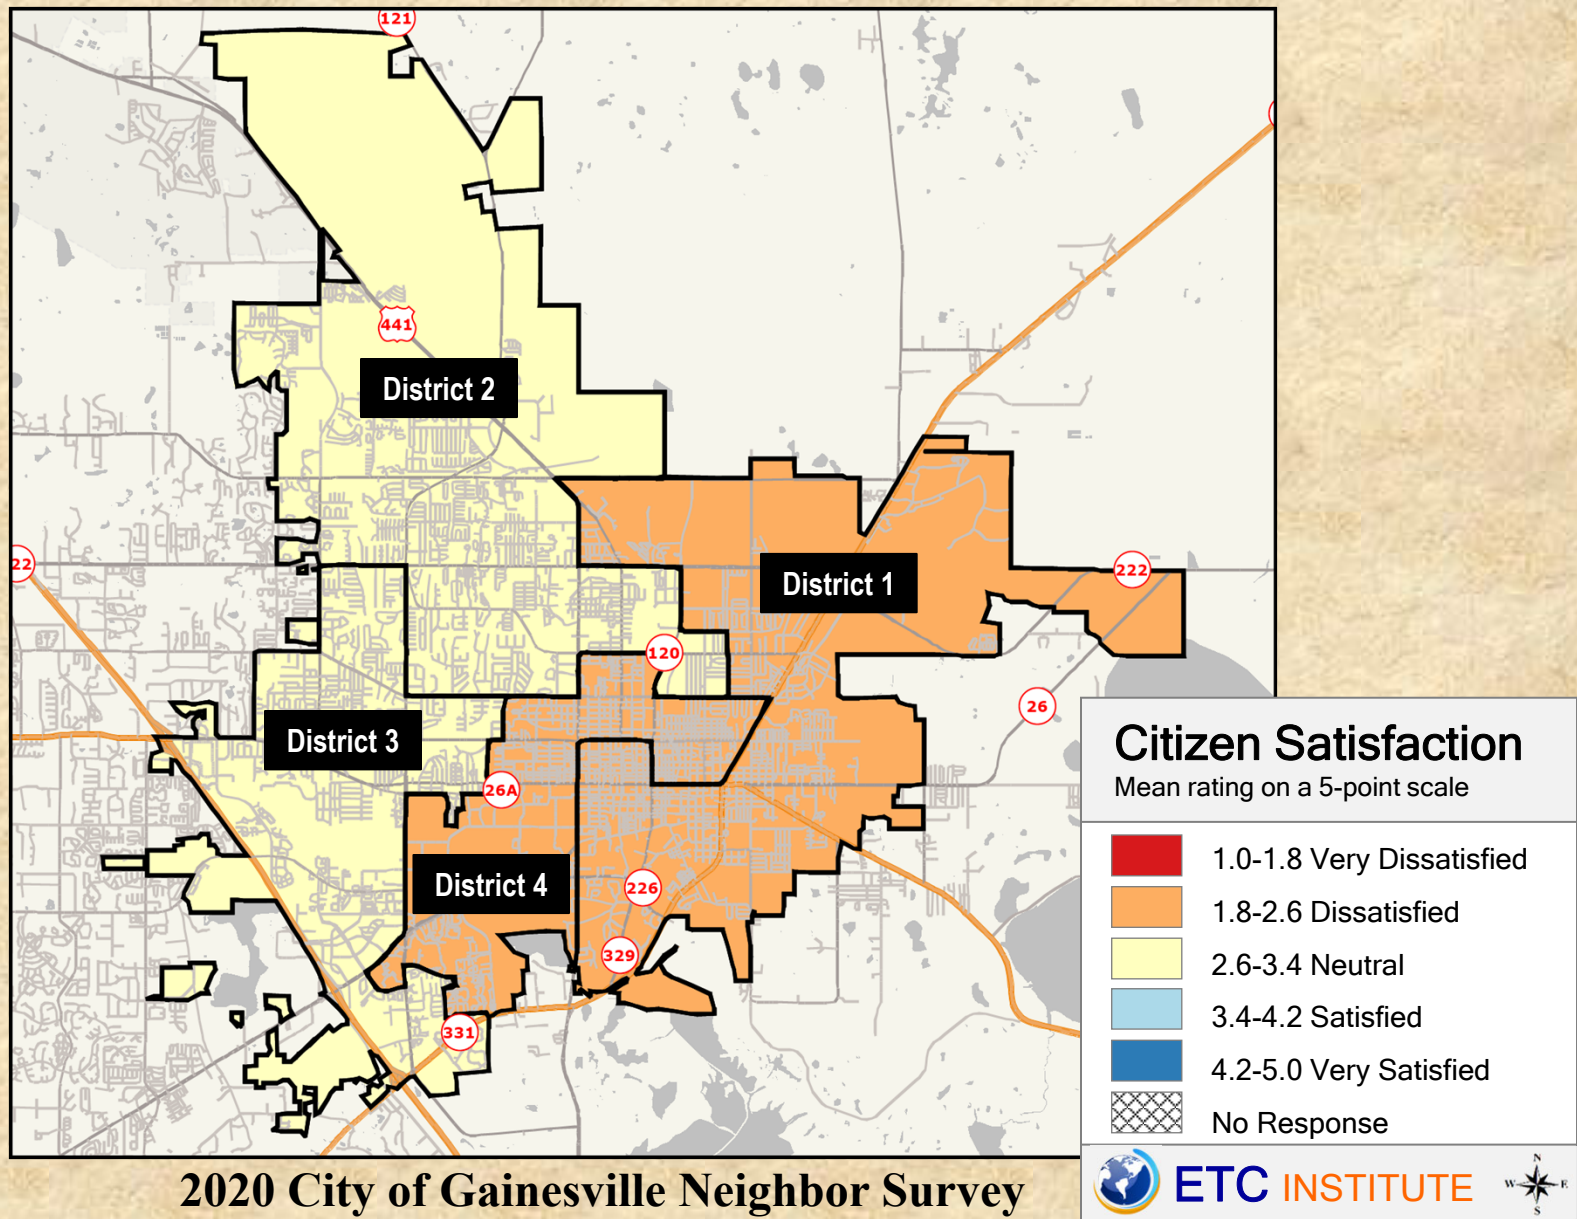 121
441
District 2
22
District 1
222
120
26
District 3
26A
District 4
226
329
331
Citizen Satisfaction
Mean rating on a 5-point scale
1.0-1.8 Very Dissatisfied
1.8-2.6 Dissatisfied
2.6-3.4 Neutral
3.4-4.2 Satisfied
4.2-5.0 Very Satisfied
No Response
2020 City of Gainesville Neighbor Survey
ETC INSTITUTE
N
W E
S